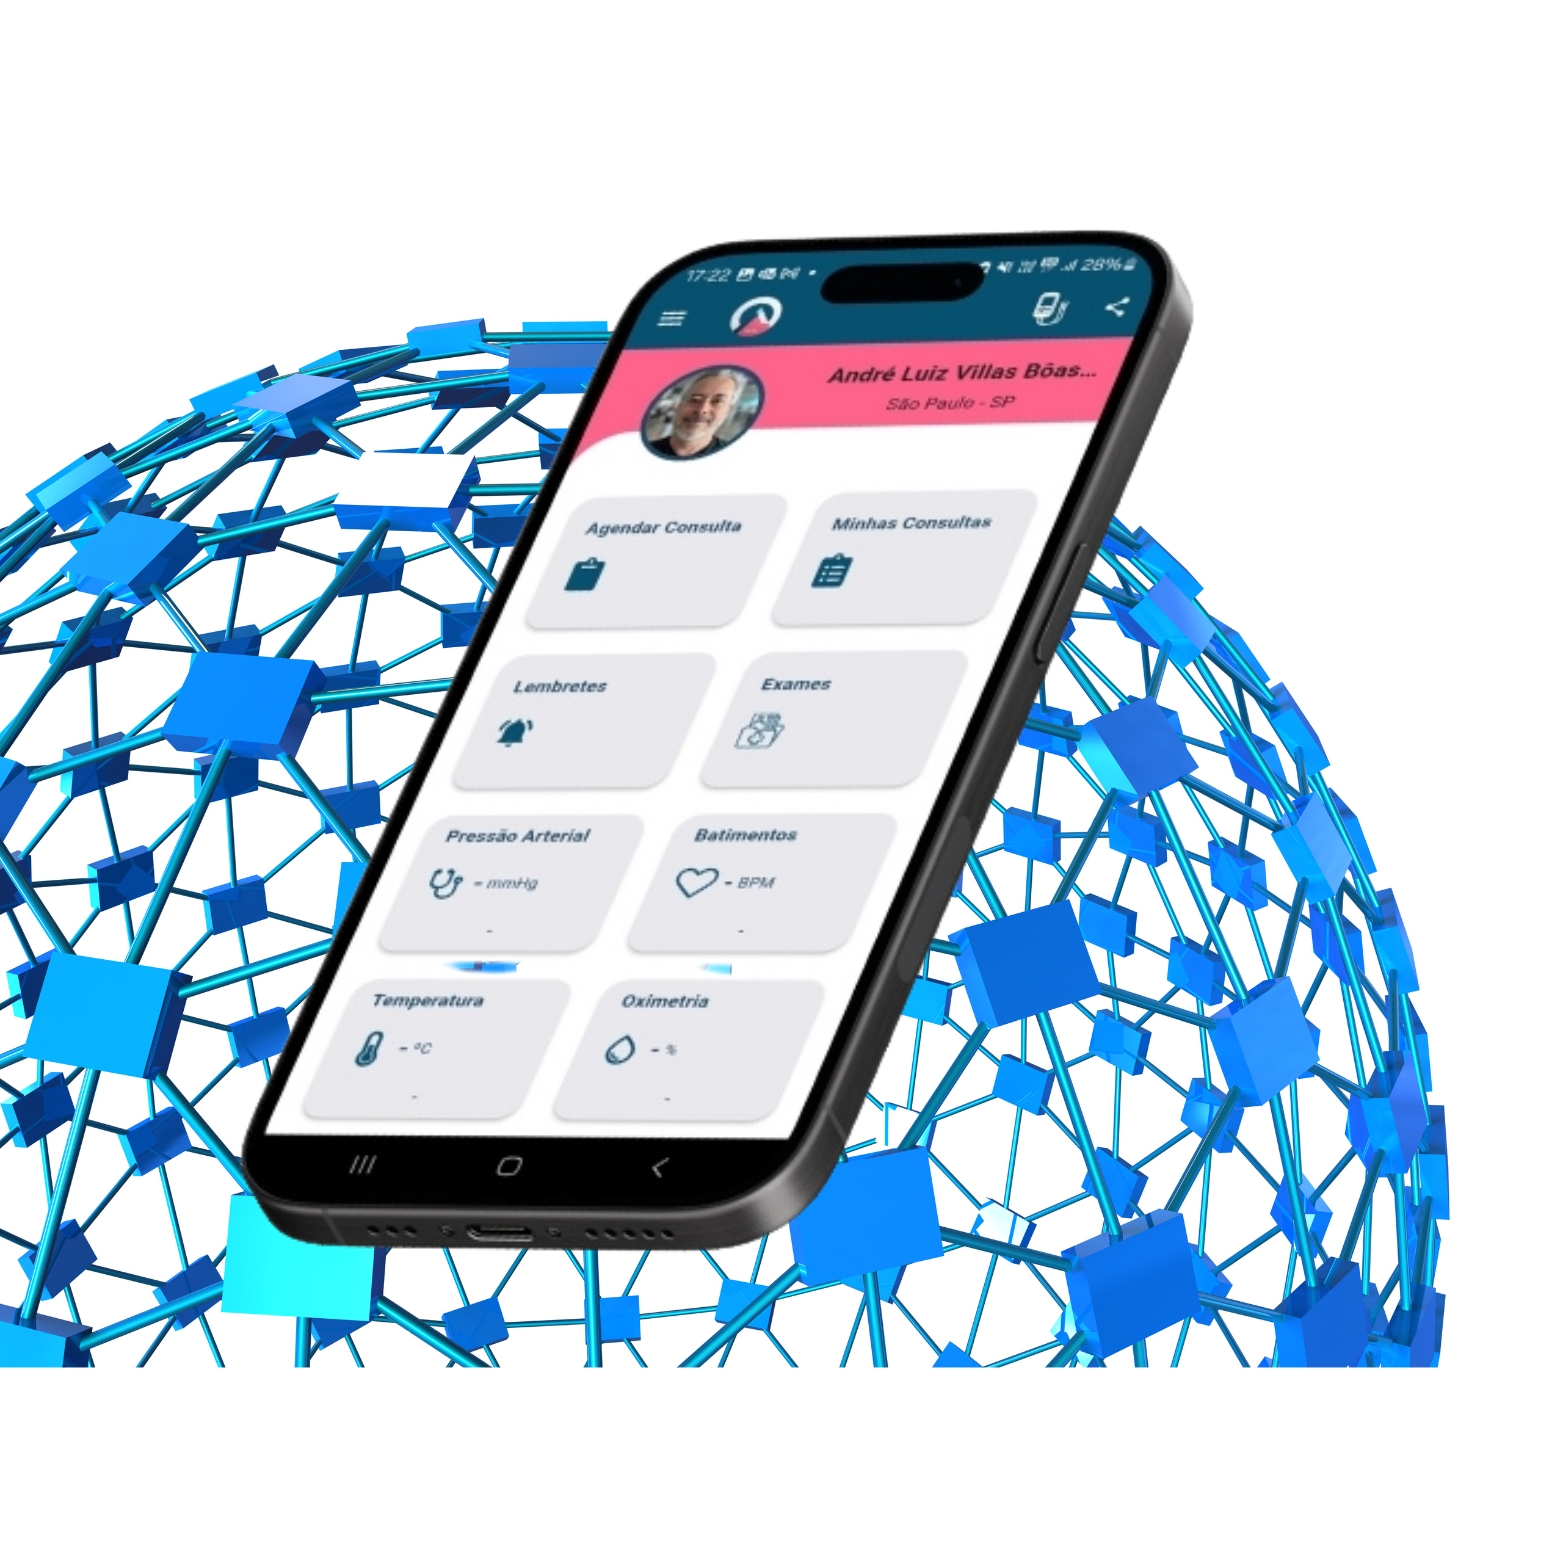 17:22 28%
André Luiz Villas Bôas...
São Paulo - SP
Agendar Consulta
Minhas Consultas
Lembretes
Exames
Pressão Arterial
Batimentos
- mmHg
- BPM
-
-
Temperatura
Oximetria
- ºC
- %
-
-